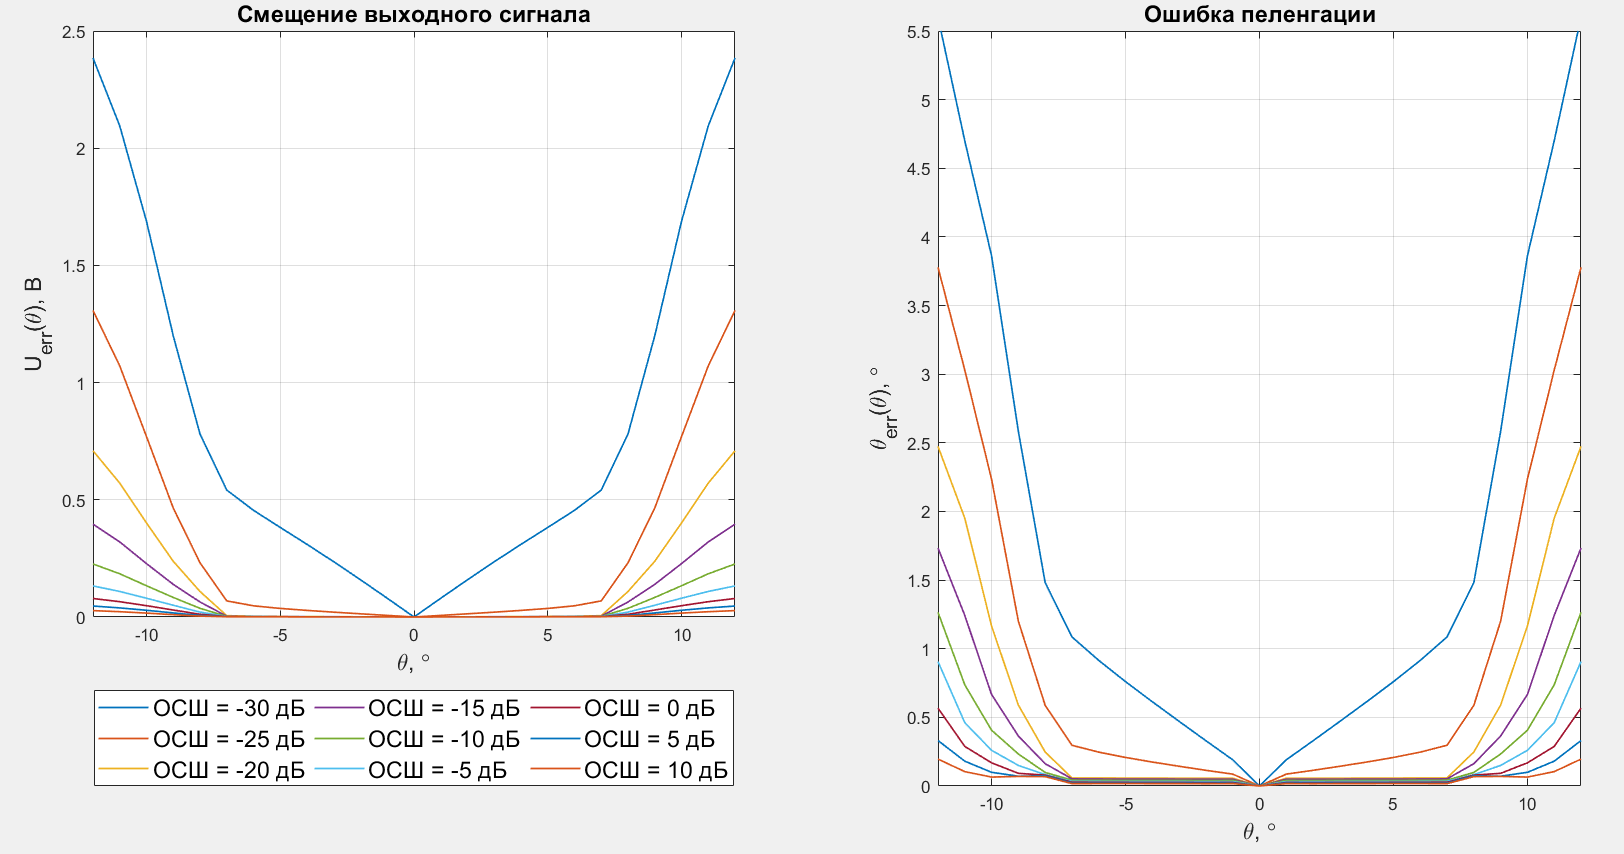 Смещение выходного сигнала
2.5
2
1.5
1
0.5
0
-10 -5 0 5 10
U_err(θ), В
θ, °
ОСШ = -30 дБ ОСШ = -15 дБ ОСШ = 0 дБ
ОСШ = -25 дБ ОСШ = -10 дБ ОСШ = 5 дБ
ОСШ = -20 дБ ОСШ = -5 дБ ОСШ = 10 дБ
Ошибка пеленгации
5.5
5
4.5
4
3.5
3
2.5
2
1.5
1
0.5
0
-10 -5 0 5 10
θ_err(θ), °
θ, °